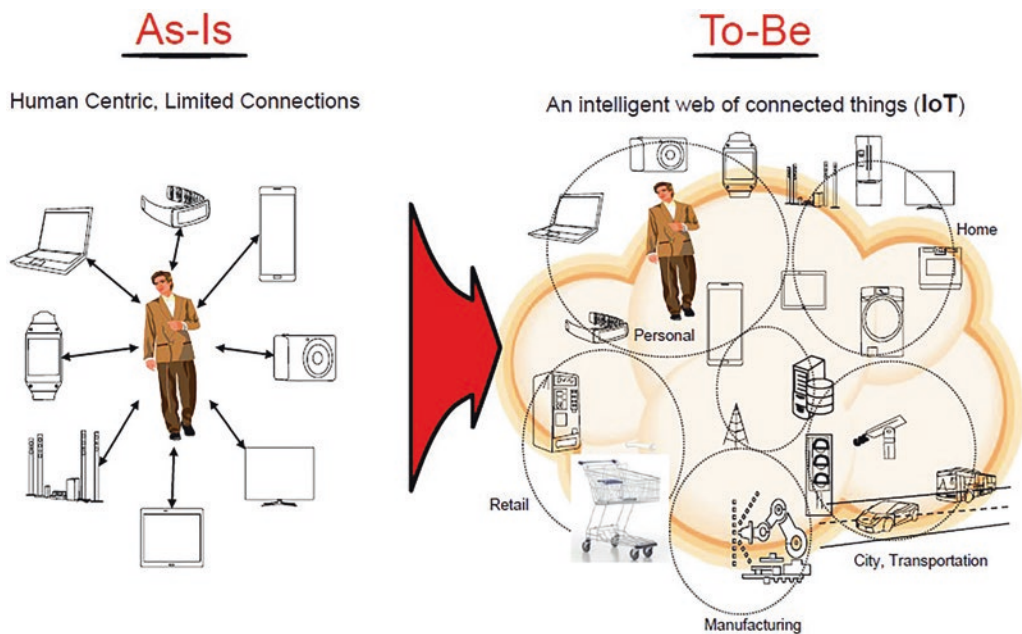 As-Is
Human Centric, Limited Connections
To-Be
An intelligent web of connected things (IoT)
Home
Personal
Retail
City, Transportation
Manufacturing